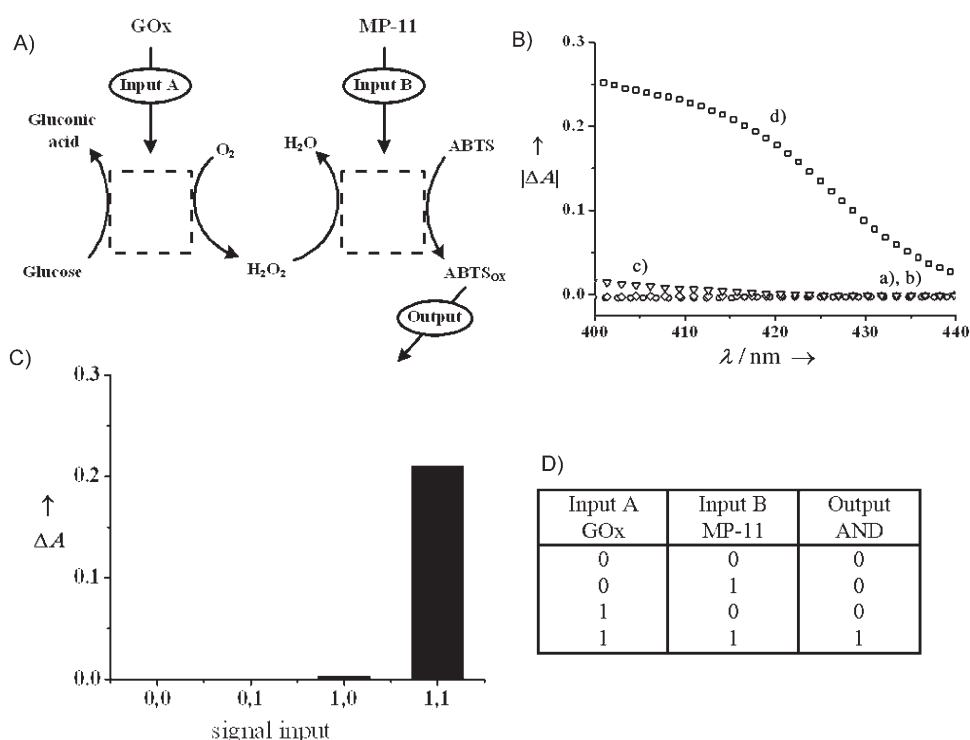 A)
GOx
MP-11
Input A
Input B
Gluconic
acid
O₂
H₂O
ABTS
Glucose
H₂O₂
ABTSOX
Output
B)
0.3
0.2
↑
|ΔA|
0.1
0.0
d)
c)
a), b)
400
410
420
430
440
λ / nm →
C)
0.3
0.2
↑
ΔA
0.1
0.0
0,0
0,1
1,0
1,1
signal input
D)
Input A Input B Output
GOx MP-11 AND
0 0 0
0 1 0
1 0 0
1 1 1